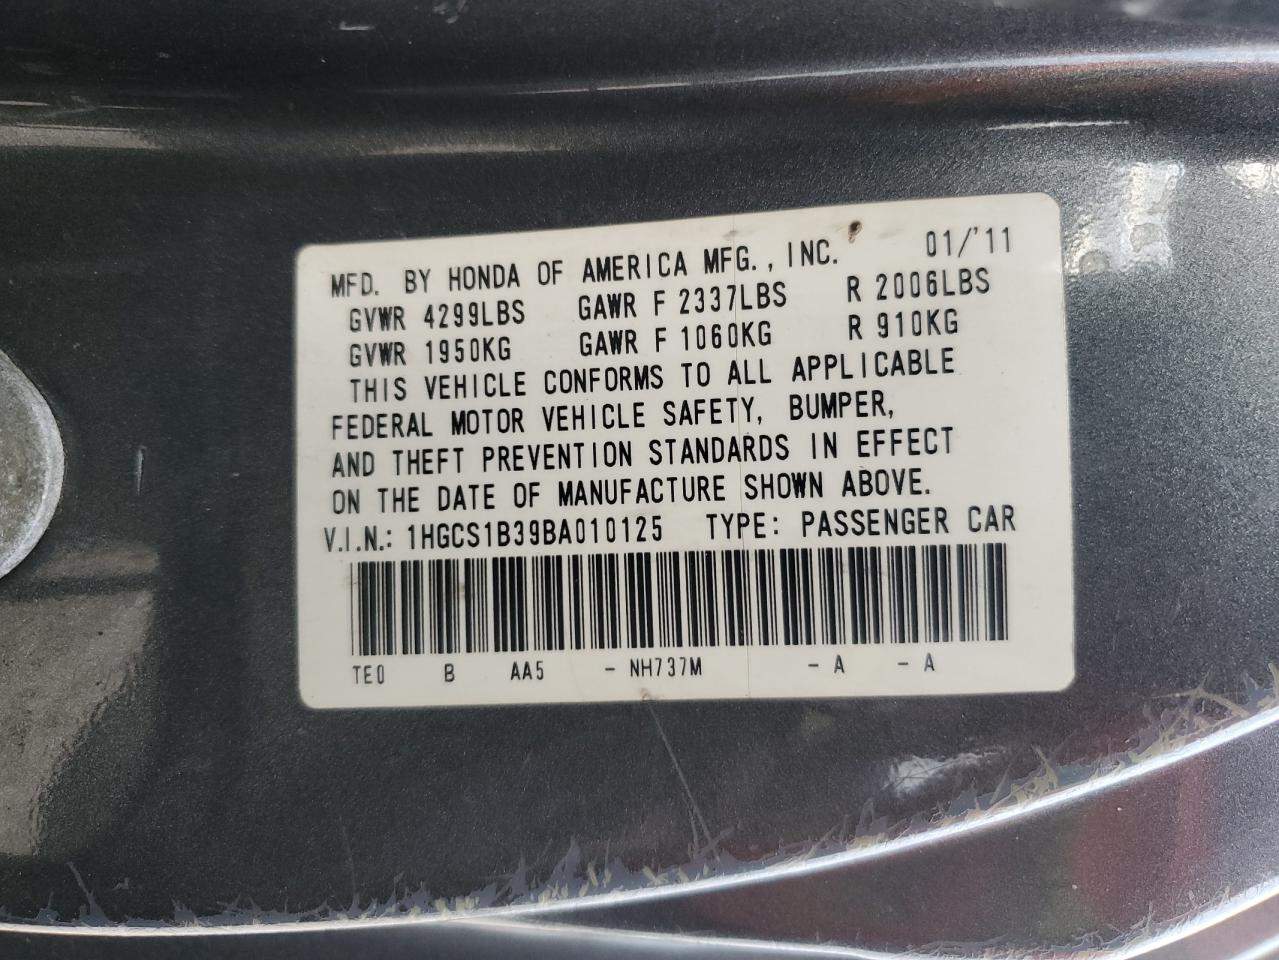 MFD. BY HONDA OF AMERICA MFG., INC. 01/'11
GVWR 4299LBS GAWR F 2337LBS R 2006LBS
GVWR 1950KG GAWR F 1060KG R 910KG
THIS VEHICLE CONFORMS TO ALL APPLICABLE
FEDERAL MOTOR VEHICLE SAFETY, BUMPER,
AND THEFT PREVENTION STANDARDS IN EFFECT
ON THE DATE OF MANUFACTURE SHOWN ABOVE.
V.I.N.: 1HGCS1B39BA010125 TYPE: PASSENGER CAR
TE0 B AA5 - NH737M - A - A